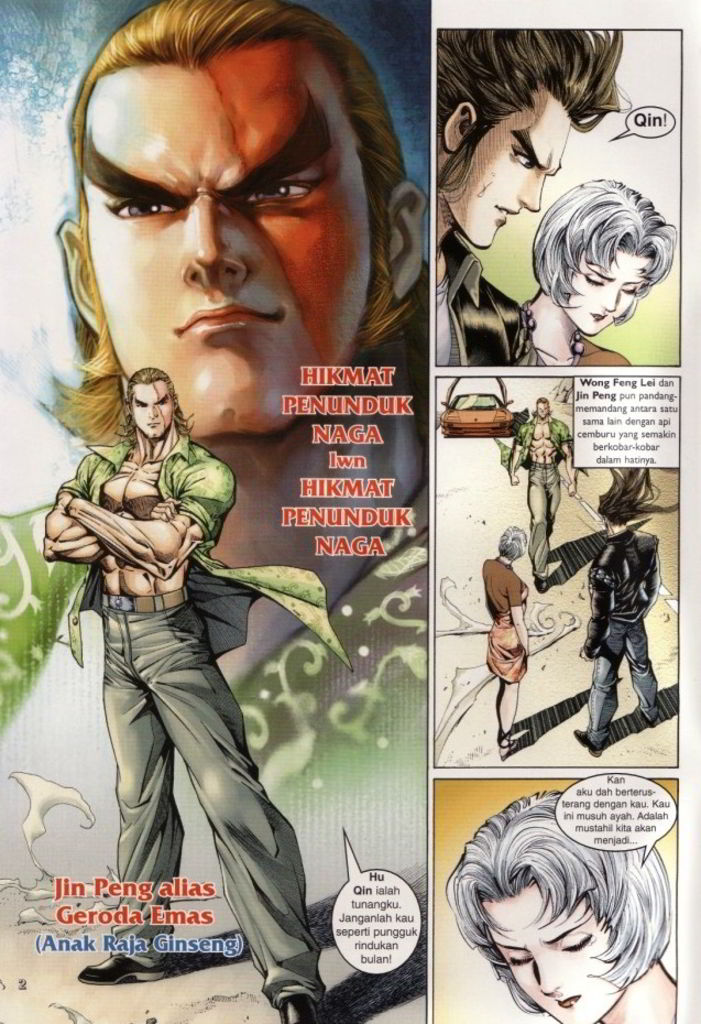 HIKMAT
PENUNDUK
NAGA
lwn
HIKMAT
PENUNDUK
NAGA
Jin Peng alias
Geroda Emas
(Anak Raja Ginseng)
Hu
Qin ialah
tunangku.
Janganlah kau
seperti pungguk
rindukan
bulan!
2
Qin!
Wong Feng Lei dan
Jin Peng pun pandang-
memandang antara satu
sama lain dengan api
cemburu yang semakin
berkobar-kobar
dalam hatinya.
Kan
aku dah berterus-
terang dengan kau. Kau
ini musuh ayah. Adalah
mustahil kita akan
menjadi...